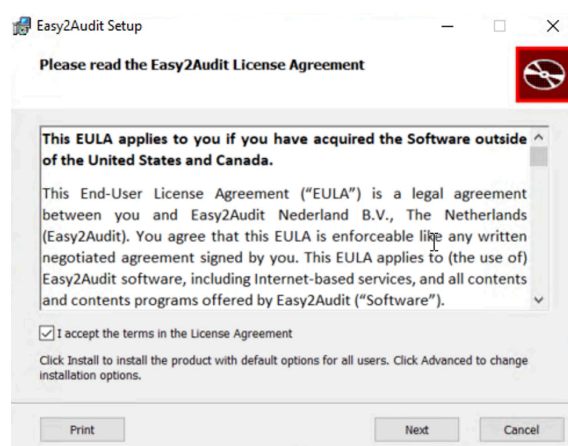 Easy2Audit Setup
Please read the Easy2Audit License Agreement
This EULA applies to you if you have acquired the Software outside
of the United States and Canada.
This End-User License Agreement (“EULA”) is a legal agreement
between you and Easy2Audit Nederland B.V., The Netherlands
(Easy2Audit). You agree that this EULA is enforceable like any written
negotiated agreement signed by you. This EULA applies to (the use of)
Easy2Audit software, including Internet-based services, and all contents
and contents programs offered by Easy2Audit (“Software”).
I accept the terms in the License Agreement
Click Install to install the product with default options for all users. Click Advanced to change
installation options.
Print
Next
Cancel